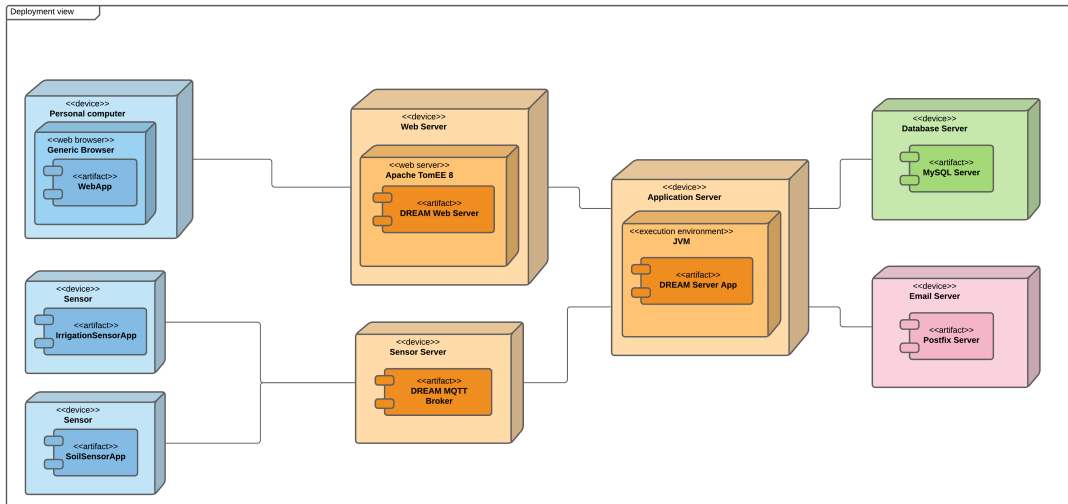 Deployment view
<<device>>
Personal computer
<<web browser>>
Generic Browser
<<artifact>>
WebApp
<<device>>
Sensor
<<artifact>>
IrrigationSensorApp
<<device>>
Sensor
<<artifact>>
SoilSensorApp
<<device>>
Web Server
<<web server>>
Apache TomEE 8
<<artifact>>
DREAM Web Server
<<device>>
Sensor Server
<<artifact>>
DREAM MQTT
Broker
<<device>>
Application Server
<<execution environment>>
JVM
<<artifact>>
DREAM Server App
<<device>>
Database Server
<<artifact>>
MySQL Server
<<device>>
Email Server
<<artifact>>
Postfix Server